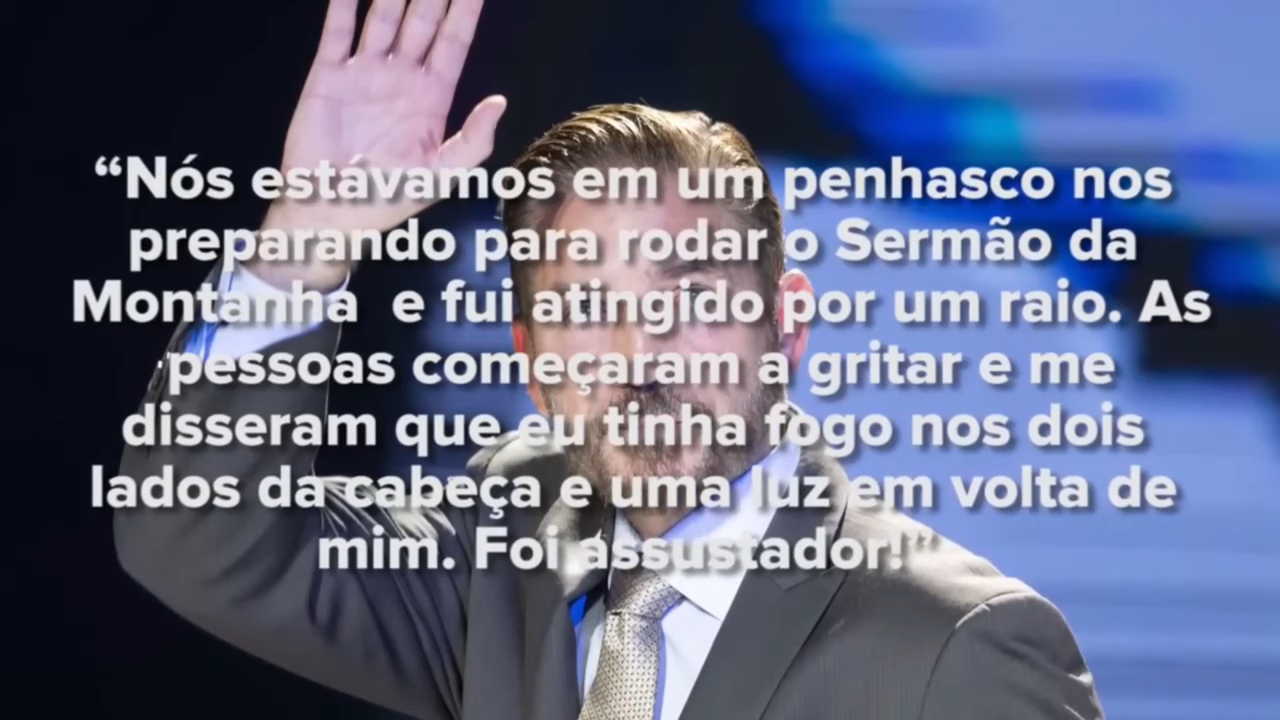 “Nós estávamos em um penhasco nos
preparando para rodar o Sermão da
Montanha  e fui atingido por um raio. As
pessoas começaram a gritar e me
disseram que eu tinha fogo nos dois
lados da cabeça e uma luz em volta de
mim. Foi assustador!”